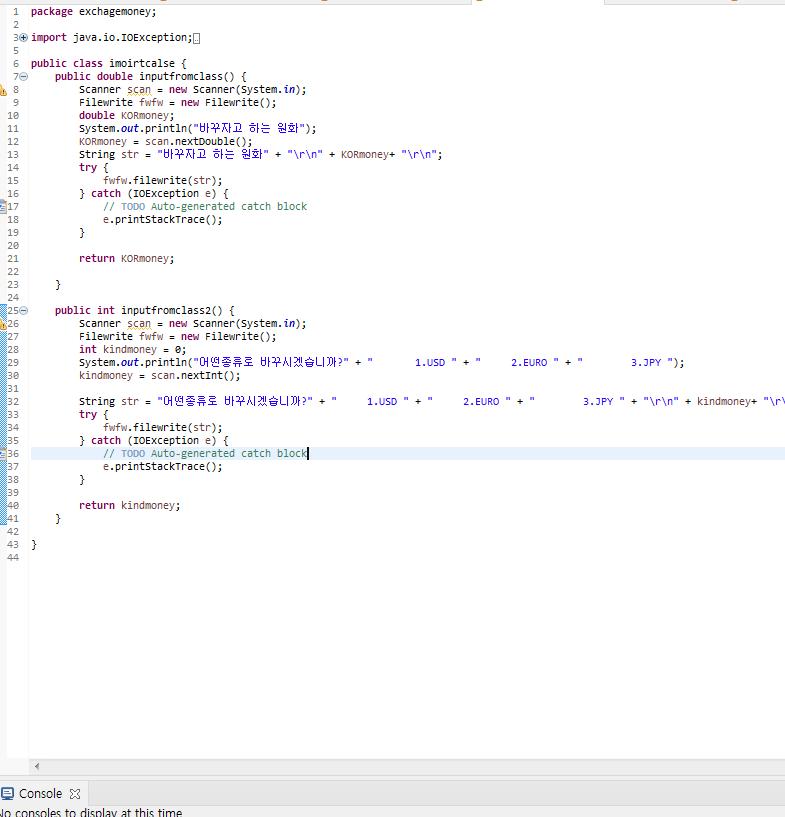 1 package exchagemoney;
2
3 import java.io.IOException;
5
6 public class imoirtcalse {
7 public double inputfromclass() {
8 Scanner scan = new Scanner(System.in);
9 Filewrite fwfw = new Filewrite();
10 double KORmoney;
11 System.out.println("바꾸자고 하는 원화");
12 KORmoney = scan.nextDouble();
13 String str = "바꾸자고 하는 원화" + "\r\n" + KORmoney+ "\r\n";
14 try {
15 fwfw.filewrite(str);
16 } catch (IOException e) {
17 // TODO Auto-generated catch block
18 e.printStackTrace();
19 }
20
21 return KORmoney;
22
23 }
24
25 public int inputfromclass2() {
26 Scanner scan = new Scanner(System.in);
27 Filewrite fwfw = new Filewrite();
28 int kindmoney = 0;
29 System.out.println("어떤종류로 바꾸시겠습니까?" + "      1.USD " + "     2.EURO " + "        3.JPY ");
30 kindmoney = scan.nextInt();
31
32 String str = "어떤종류로 바꾸시겠습니까?" + "     1.USD " + "     2.EURO " + "        3.JPY " + "\r\n" + kindmoney+ "\r\
33 try {
34 fwfw.filewrite(str);
35 } catch (IOException e) {
36 // TODO Auto-generated catch block
37 e.printStackTrace();
38 }
39
40 return kindmoney;
41 }
42
43 }
44
Console
No consoles to display at this time